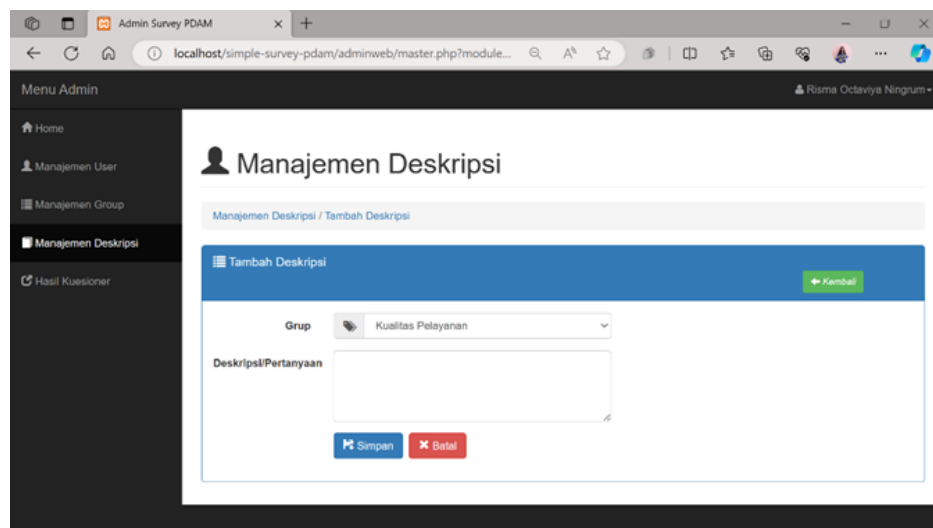 Admin Survey PDAM
localhost/simple-survey-pdam/adminweb/master.php?module...
Menu Admin
Risma Octaviya Ningrum
Home
Manajemen User
Manajemen Group
Manajemen Deskripsi
Hasil Kuesioner
Manajemen Deskripsi
Manajemen Deskripsi / Tambah Deskripsi
Tambah Deskripsi
Kembali
Grup
Kualitas Pelayanan
Deskripsi/Pertanyaan
Simpan
Batal